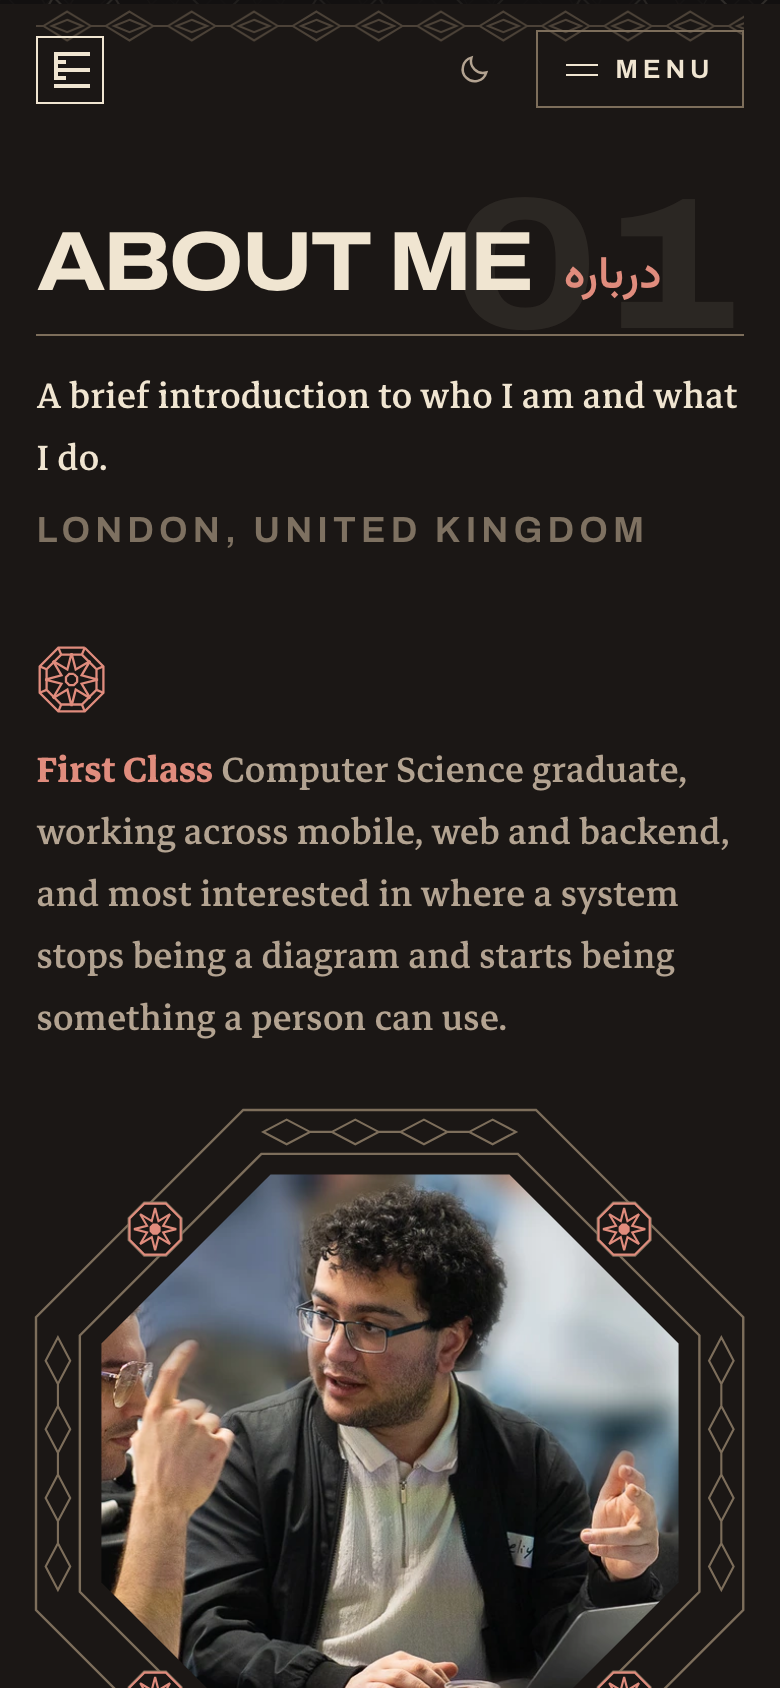 E
MENU
01
ABOUT ME درباره
A brief introduction to who I am and what
I do.
LONDON, UNITED KINGDOM
First Class Computer Science graduate,
working across mobile, web and backend,
and most interested in where a system
stops being a diagram and starts being
something a person can use.